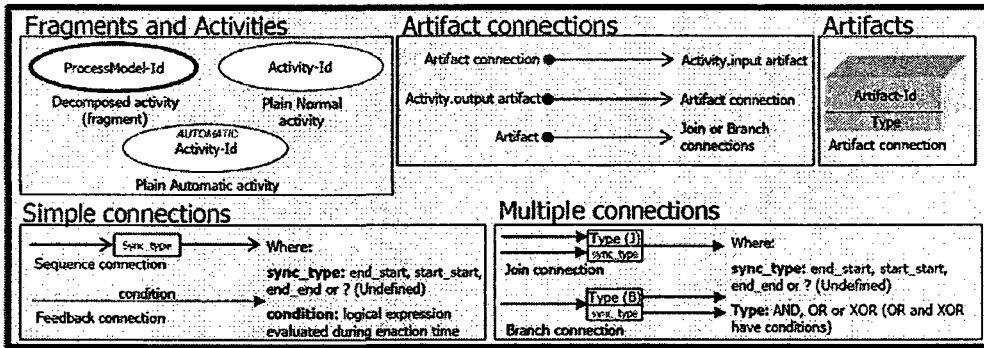 Fragments and Activities
ProcessModel-Id
Decomposed activity
(fragment)
Activity-Id
Plain Normal
activity
AUTOMATIC
Activity-Id
Plain Automatic activity
Artifact connections
Artifact connection
Activity.input artifact
Activity.output artifact
Artifact connection
Artifact
Join or Branch
connections
Artifacts
Artifact-Id
Type
Artifact connection
Simple connections
Sync_type
Sequence connection
condition
Feedback connection
Where:
sync_type: end_start, start_start,
end_end or ? (Undefined)
condition: logical expression
evaluated during enaction time
Multiple connections
Type (J)
sync_type
Join connection
Type (B)
sync_type
Branch connection
Where:
sync_type: end_start, start_start,
end_end or ? (Undefined)
Type: AND, OR or XOR (OR and XOR
have conditions)